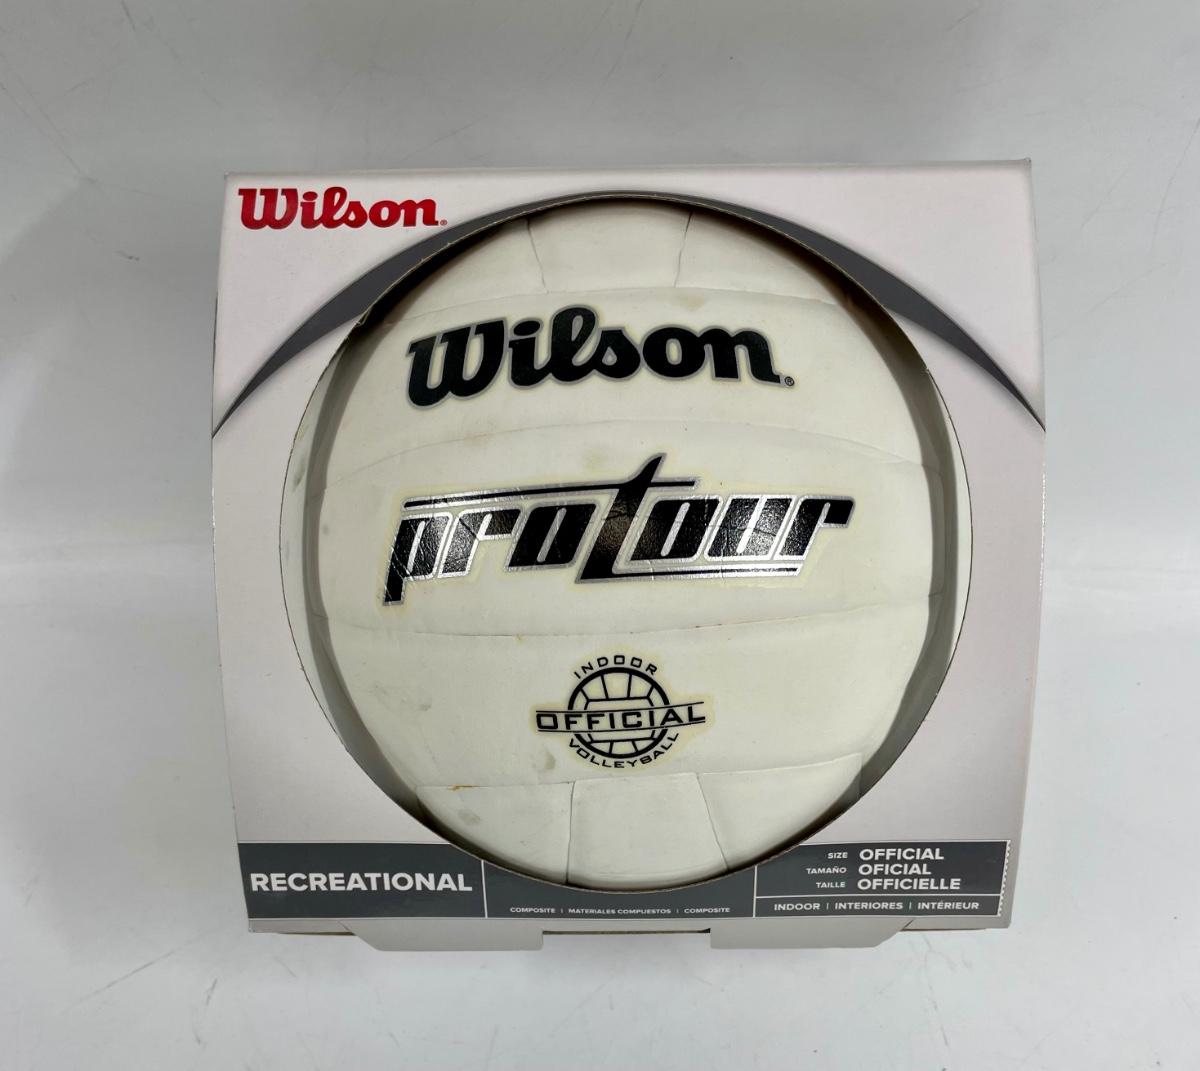 Wilson®
Wilson®
protour
INDOOR
OFFICIAL
VOLLEYBALL
RECREATIONAL
COMPOSITE | MATERIALES COMPUESTOS | COMPOSITE
SIZE OFFICIAL
TAMAÑO OFICIAL
TAILLE OFFICIELLE
INDOOR | INTERIORES | INTÉRIEUR